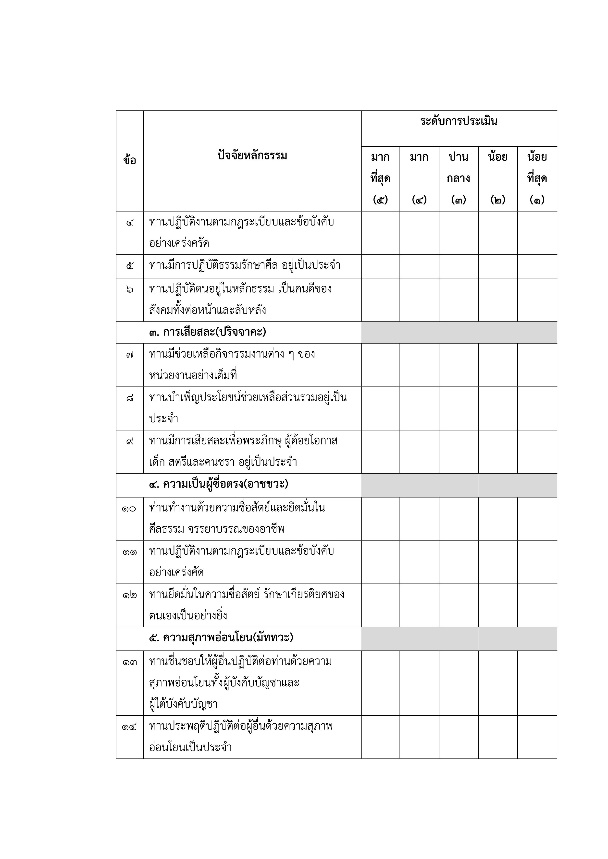 ระดับการประเมิน
ข้อ ปัจจัยหลักธรรม มาก มาก ปาน น้อย น้อย
ที่สุด กลาง ที่สุด
(๕) (๔) (๓) (๒) (๑)
๔ ท่านปฏิบัติงานตามกฎระเบียบและข้อบังคับ
อย่างเคร่งครัด
๕ ท่านมีการปฏิบัติธรรมรักษาศีล อยู่เป็นประจำ
๖ ท่านปฏิบัติตนอยู่ในหลักธรรม เป็นคนดีของ
สังคมทั้งต่อหน้าและลับหลัง
๓. การเสียสละ(ปริจจาคะ)
๗ ท่านมีช่วยเหลือกิจกรรมงานต่าง ๆ ของ
หน่วยงานอย่างเต็มที่
๘ ท่านบำเพ็ญประโยชน์ช่วยเหลือส่วนรวมอยู่เป็น
ประจำ
๙ ท่านมีการเสียสละเพื่อพระภิกษุ ผู้ด้อยโอกาส
เด็ก สตรีและคนชรา อยู่เป็นประจำ
๔. ความเป็นผู้ซื่อตรง(อาชชวะ)
๑๐ ท่านทำงานด้วยความซื่อสัตย์และยึดมั่นใน
ศีลธรรม จรรยาบรรณของอาชีพ
๑๑ ท่านปฏิบัติงานตามกฎระเบียบและข้อบังคับ
อย่างเคร่งคัด
๑๒ ท่านยึดมั่นในความซื่อสัตย์ รักษาเกียรติยศของ
ตนเองเป็นอย่างยิ่ง
๕. ความสุภาพอ่อนโยน(มัททวะ)
๑๓ ท่านชื่นชอบให้ผู้อื่นปฏิบัติต่อท่านด้วยความ
สุภาพอ่อนโยนทั้งผู้บังคับบัญชาและ
ผู้ใต้บังคับบัญชา
๑๔ ท่านประพฤติปฏิบัติต่อผู้อื่นด้วยความสุภาพ
อ่อนโยนเป็นประจำ